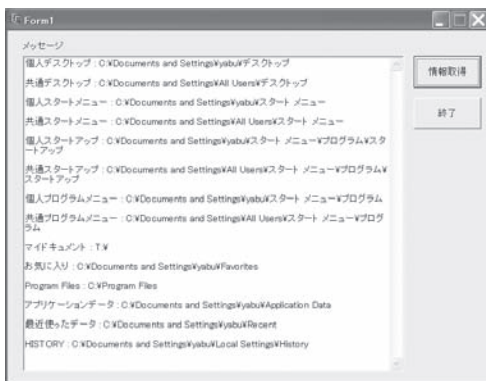 Form1
メッセージ
個人デスクトップ : C:¥Documents and Settings¥yabu¥デスクトップ
共通デスクトップ : C:¥Documents and Settings¥All Users¥デスクトップ
個人スタートメニュー : C:¥Documents and Settings¥yabu¥スタート メニュー
共通スタートメニュー : C:¥Documents and Settings¥All Users¥スタート メニュー
個人スタートアップ : C:¥Documents and Settings¥yabu¥スタート メニュー¥プログラム¥スタ
ートアップ
共通スタートアップ : C:¥Documents and Settings¥All Users¥スタート メニュー¥プログラム¥
スタートアップ
個人プログラムメニュー : C:¥Documents and Settings¥yabu¥スタート メニュー¥プログラム
共通プログラムメニュー : C:¥Documents and Settings¥All Users¥スタート メニュー¥プログ
ラム
マイドキュメント : T:¥
お気に入り : C:¥Documents and Settings¥yabu¥Favorites
Program Files : C:¥Program Files
アプリケーションデータ : C:¥Documents and Settings¥yabu¥Application Data
最近使ったデータ : C:¥Documents and Settings¥yabu¥Recent
HISTORY : C:¥Documents and Settings¥yabu¥Local Settings¥History
情報取得
終了